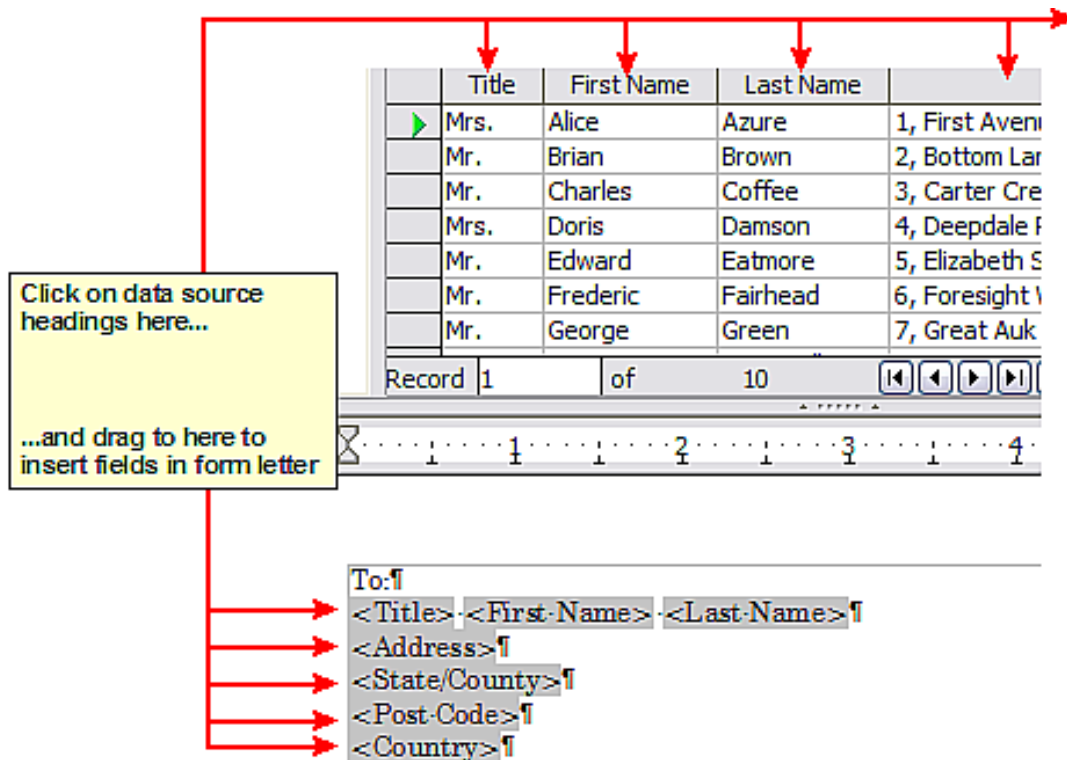 Title First Name Last Name
Mrs. Alice Azure 1, First Avenu
Mr. Brian Brown 2, Bottom Lan
Mr. Charles Coffee 3, Carter Cre
Mrs. Doris Damson 4, Deepdale
Mr. Edward Eatmore 5, Elizabeth S
Mr. Frederic Fairhead 6, Foresight
Mr. George Green 7, Great Auk
Record 1 of 10
Click on data source
headings here...
...and drag to here to
insert fields in form letter
1 2 3 4
To:¶
<Title>·<First·Name>·<Last·Name>¶
<Address>¶
<State/County>¶
<Post·Code>¶
<Country>¶